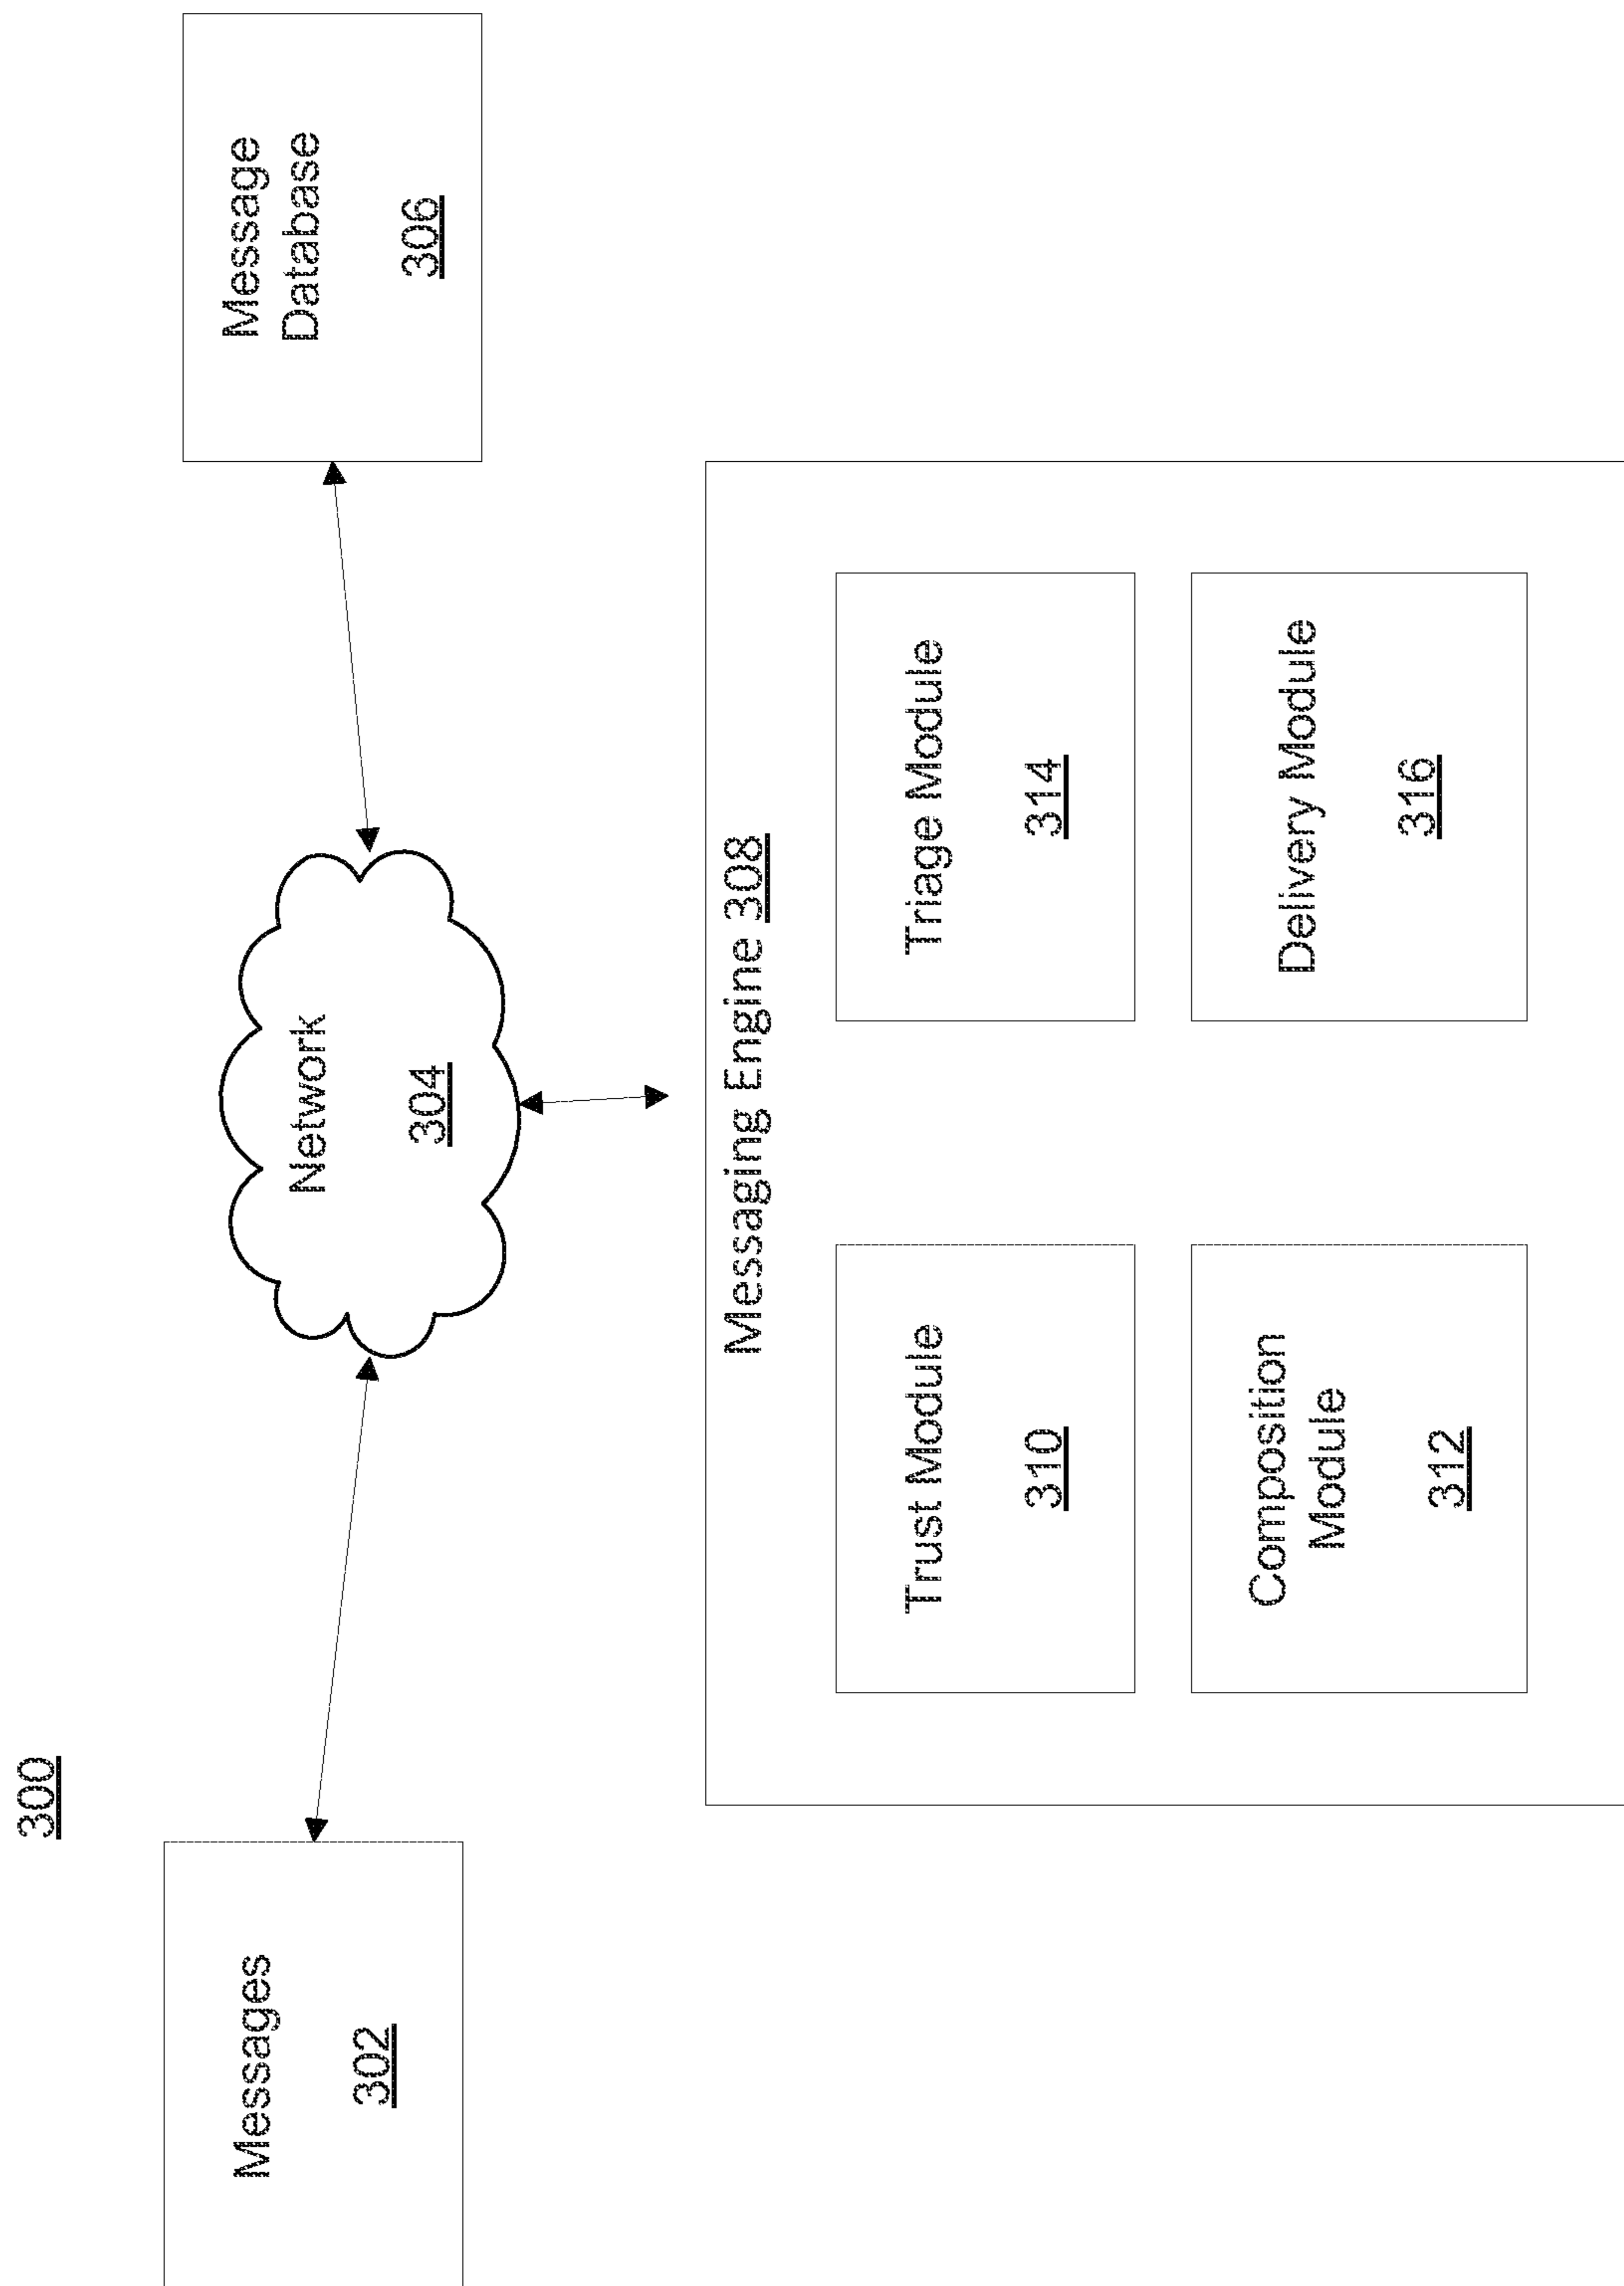 300
Messages
302
Network
304
Message
Database
306
Messaging Engine 308
Trust Module
310
Triage Module
314
Composition
Module
312
Delivery Module
316